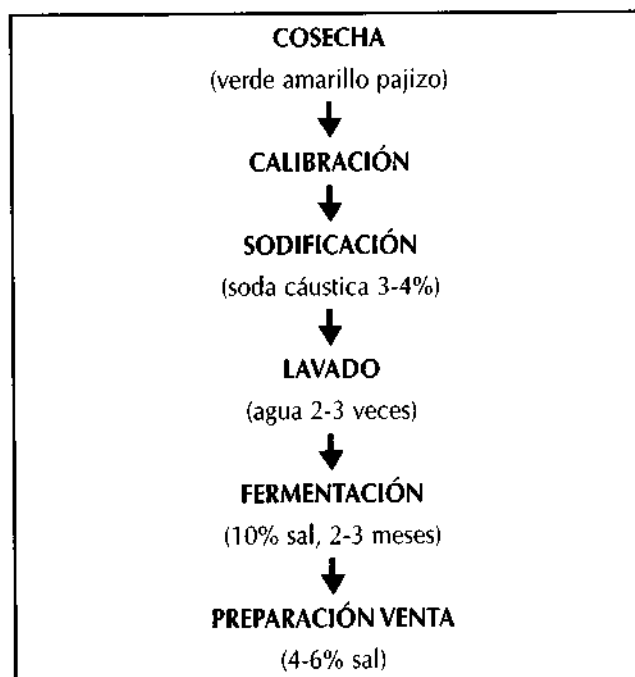 COSECHA
(verde amarillo pajizo)
CALIBRACIÓN
SODIFICACIÓN
(soda cáustica 3-4%)
LAVADO
(agua 2-3 veces)
FERMENTACIÓN
(10% sal, 2-3 meses)
PREPARACIÓN VENTA
(4-6% sal)